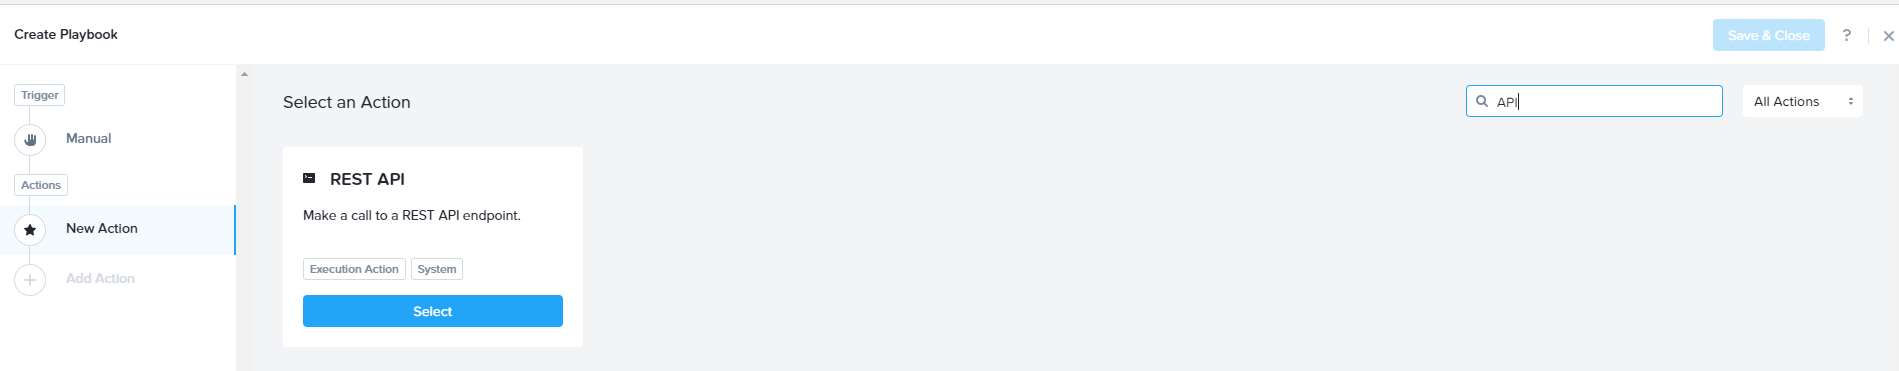 Create Playbook
Save & Close
?
Trigger
Manual
Actions
New Action
Add Action
Select an Action
API
All Actions
REST API
Make a call to a REST API endpoint.
Execution Action
System
Select